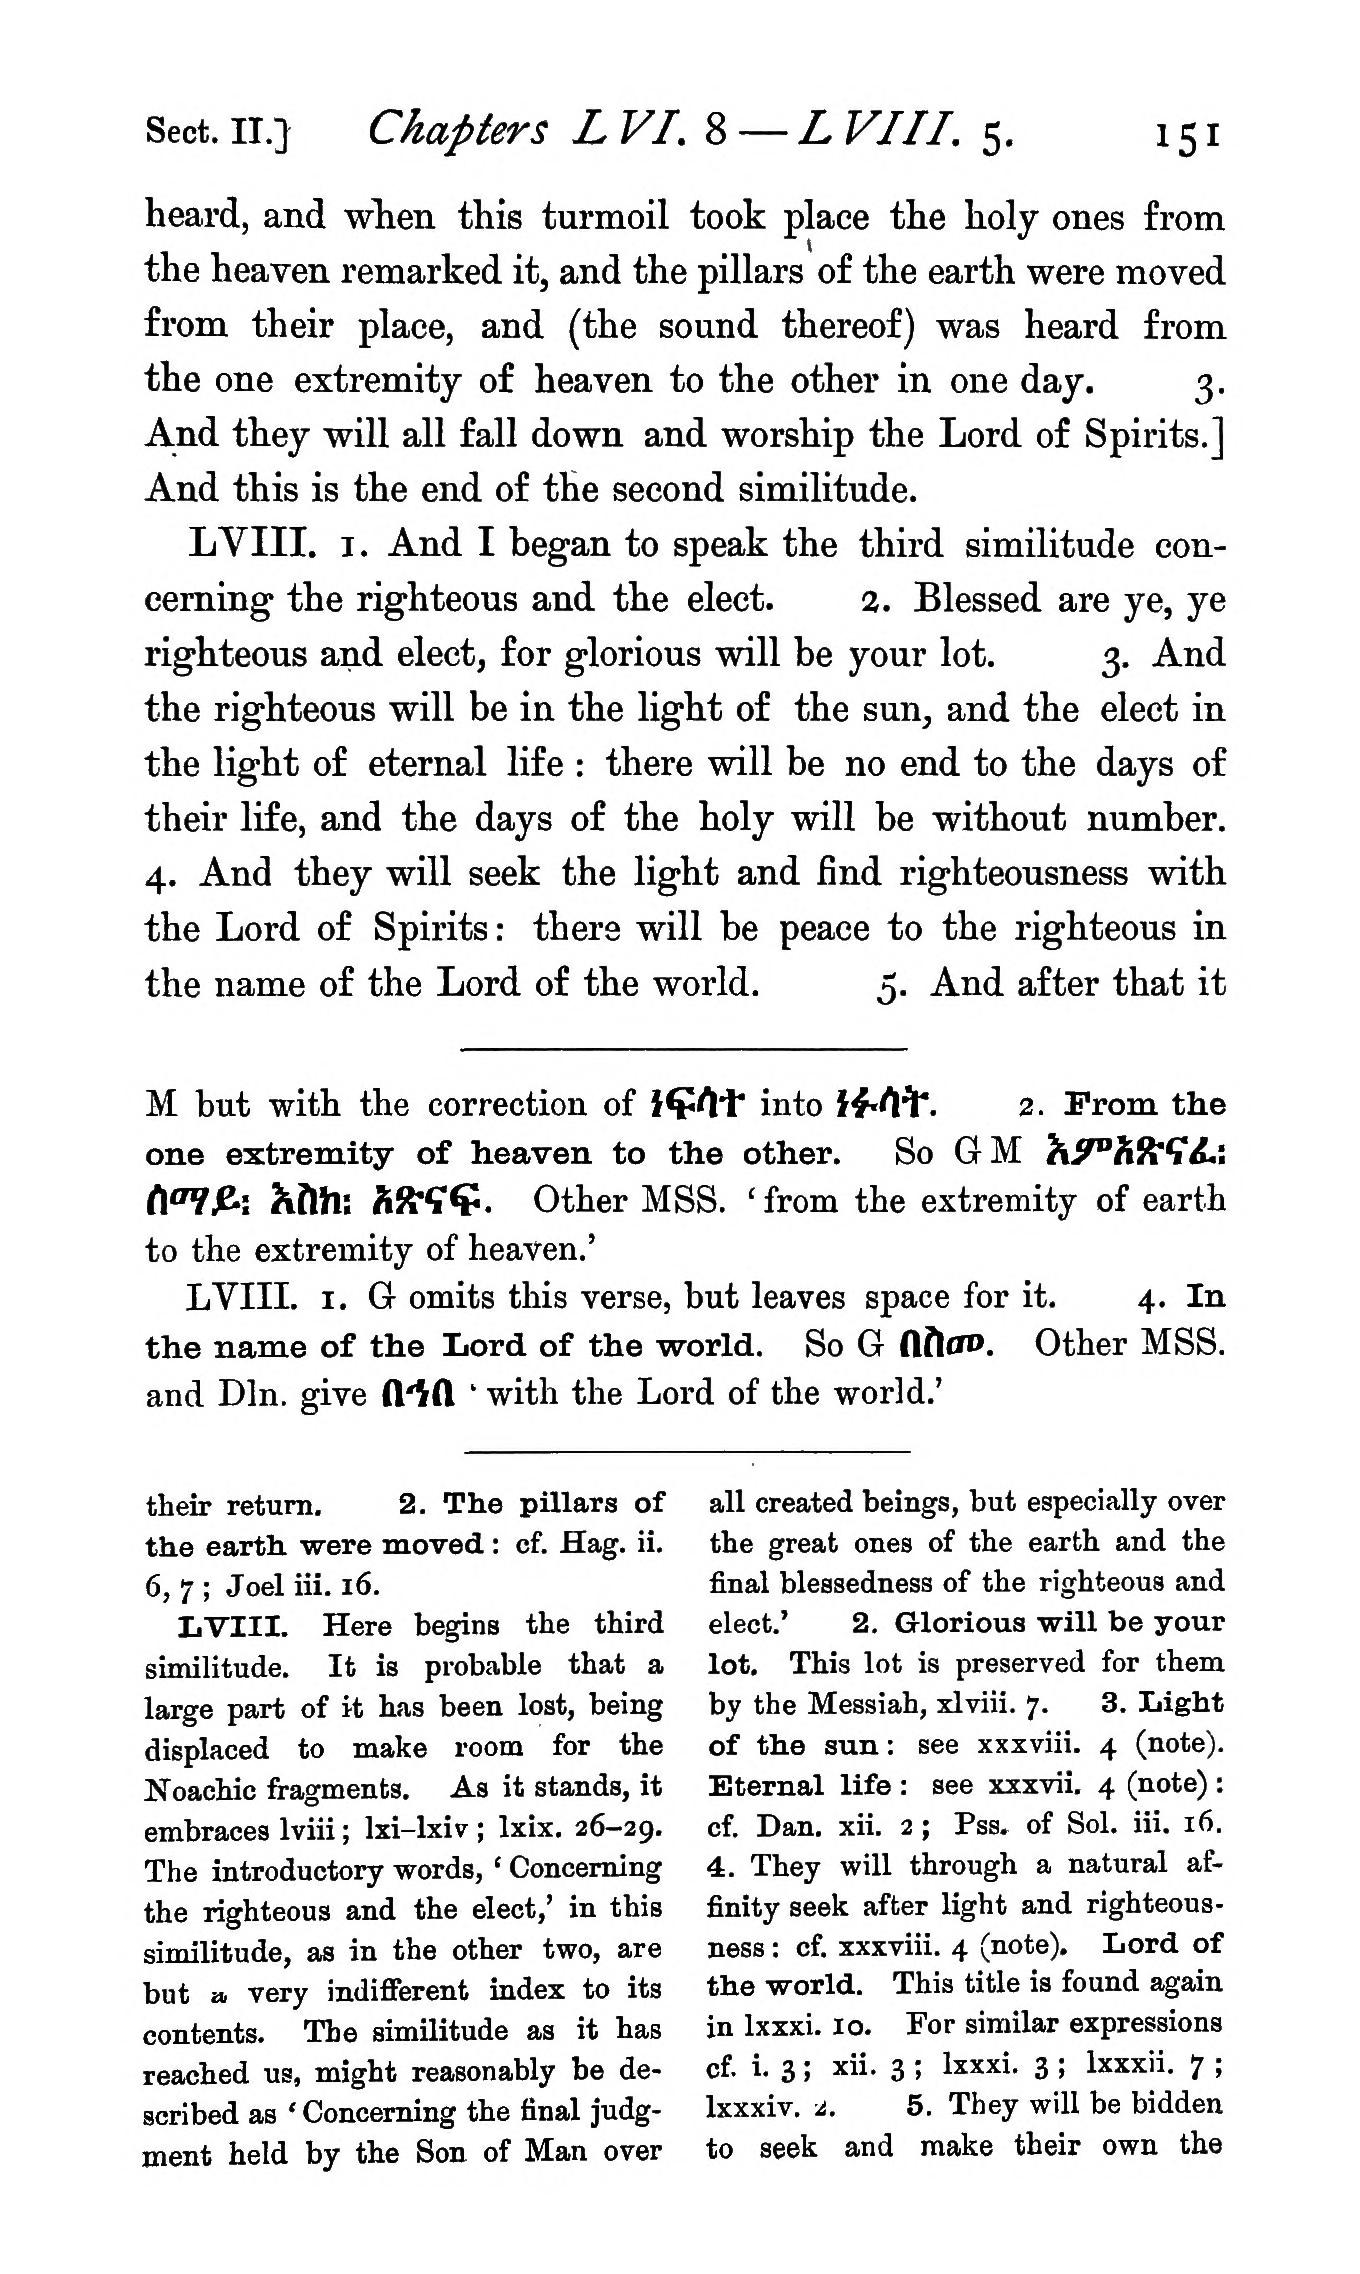 Sect. II.] Chapters LVI. 8 — LVIII. 5. 151
heard, and when this turmoil took place the holy ones from
the heaven remarked it, and the pillars of the earth were moved
from their place, and (the sound thereof) was heard from
the one extremity of heaven to the other in one day. 3.
And they will all fall down and worship the Lord of Spirits.]
And this is the end of the second similitude.
LVIII. 1. And I began to speak the third similitude con-
cerning the righteous and the elect. 2. Blessed are ye, ye
righteous and elect, for glorious will be your lot. 3. And
the righteous will be in the light of the sun, and the elect in
the light of eternal life : there will be no end to the days of
their life, and the days of the holy will be without number.
4. And they will seek the light and find righteousness with
the Lord of Spirits : there will be peace to the righteous in
the name of the Lord of the world. 5. And after that it
M but with the correction of ነፍሳት into ነፋሳት. 2. From the
one extremity of heaven to the other. So G M እምአጽናፈ፡
ሰማይ፡ እስከ፡ አጽናፍ. Other MSS. ‘from the extremity of earth
to the extremity of heaven.’
LVIII. 1. G omits this verse, but leaves space for it. 4. In
the name of the Lord of the world. So G በስመ. Other MSS.
and Dln. give በኀበ ‘with the Lord of the world.’
their return. 2. The pillars of
the earth were moved : cf. Hag. ii.
6, 7 ; Joel iii. 16.
LVIII. Here begins the third
similitude. It is probable that a
large part of it has been lost, being
displaced to make room for the
Noachic fragments. As it stands, it
embraces lviii ; lxi–lxiv ; lxix. 26–29.
The introductory words, ‘Concerning
the righteous and the elect,’ in this
similitude, as in the other two, are
but a very indifferent index to its
contents. The similitude as it has
reached us, might reasonably be de-
scribed as ‘Concerning the final judg-
ment held by the Son of Man over
all created beings, but especially over
the great ones of the earth and the
final blessedness of the righteous and
elect.’ 2. Glorious will be your
lot. This lot is preserved for them
by the Messiah, xlviii. 7. 3. Light
of the sun : see xxxviii. 4 (note).
Eternal life : see xxxvii. 4 (note) :
cf. Dan. xii. 2 ; Pss. of Sol. iii. 16.
4. They will through a natural af-
finity seek after light and righteous-
ness : cf. xxxviii. 4 (note). Lord of
the world. This title is found again
in lxxxi. 10. For similar expressions
cf. i. 3 ; xii. 3 ; lxxxi. 3 ; lxxxii. 7 ;
lxxxiv. 2. 5. They will be bidden
to seek and make their own the